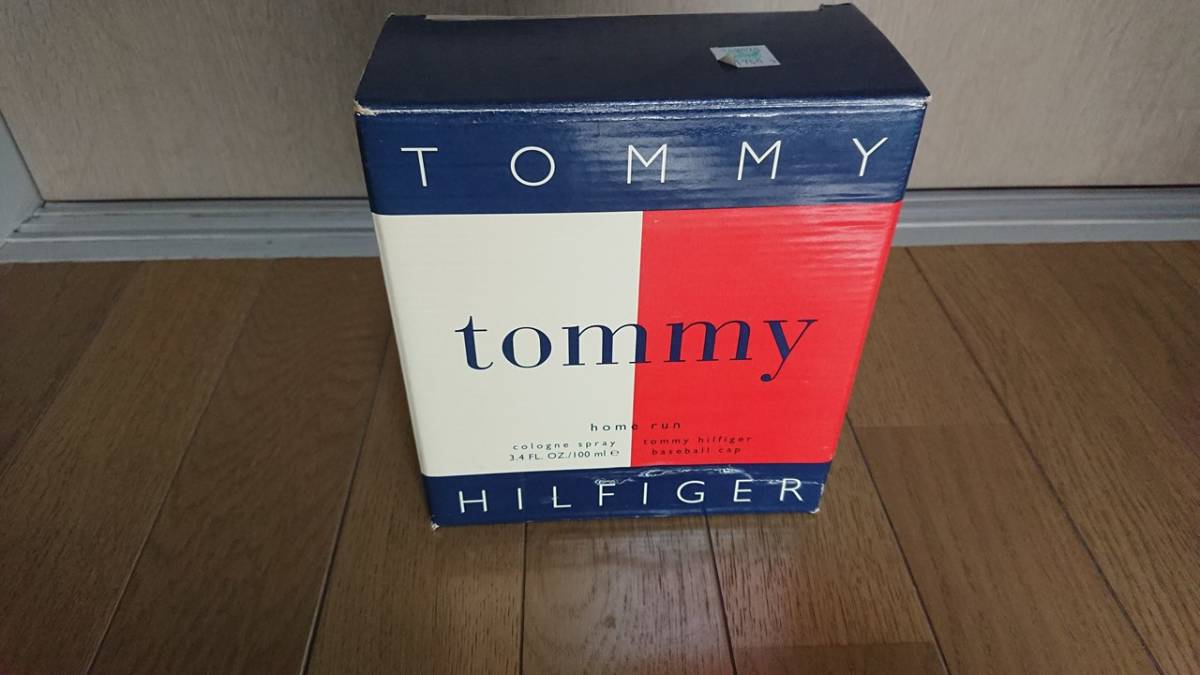 TOMMY
tommy
home run
cologne spray
3.4 FL. OZ./100 ml ℮
tommy hilfiger
baseball cap
HILFIGER